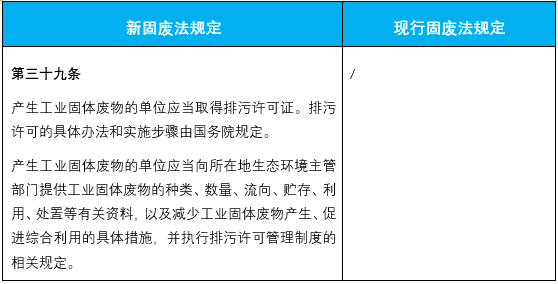 新固废法规定
现行固废法规定
第三十九条
/
产生工业固体废物的单位应当取得排污许可证。排污
许可的具体办法和实施步骤由国务院规定。
产生工业固体废物的单位应当向所在地生态环境主管
部门提供工业固体废物的种类、数量、流向、贮存、利
用、处置等有关资料，以及减少工业固体废物产生、促
进综合利用的具体措施，并执行排污许可管理制度的
相关规定。